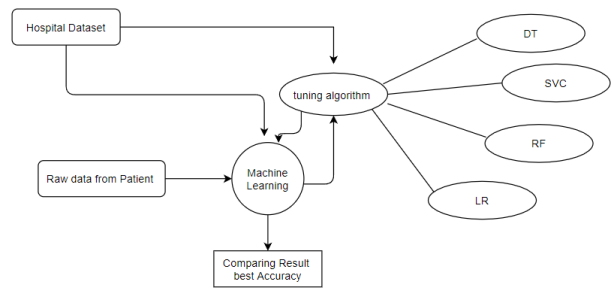 Hospital Dataset
DT
SVC
tuning algorithm
RF
Machine
Learning
Raw data from Patient
LR
Comparing Result
best Accuracy